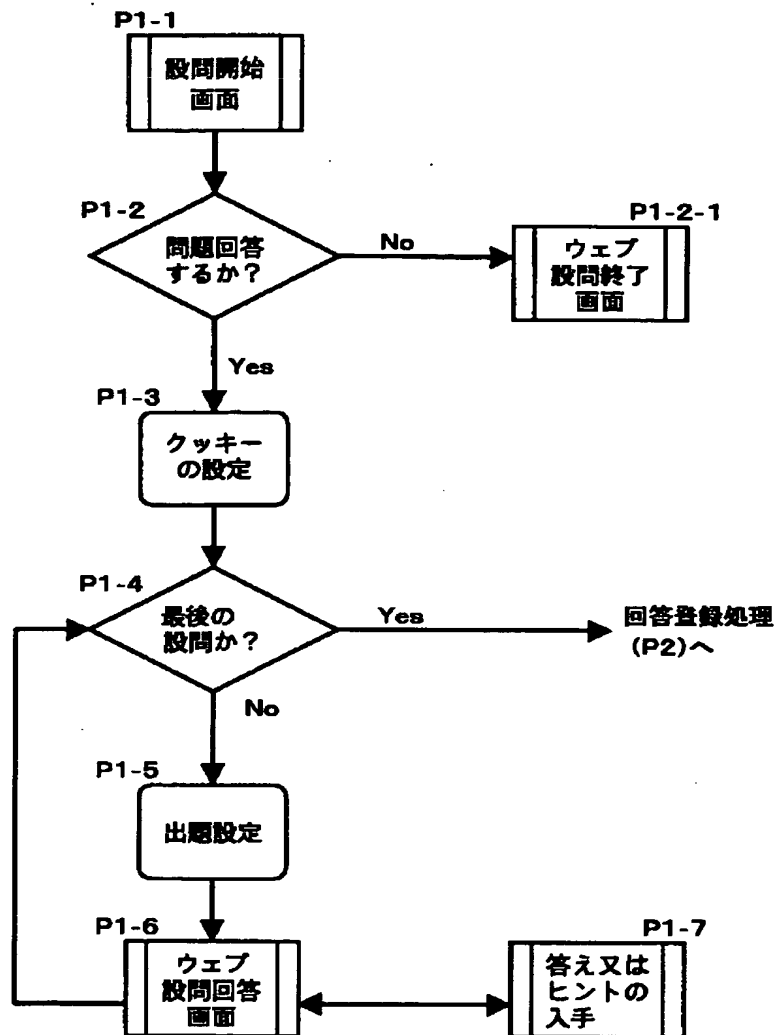 P1-1
設問開始
画面
P1-2
問題回答
するか？
No
P1-2-1
ウェブ
設問終了
画面
Yes
P1-3
クッキー
の設定
P1-4
最後の
設問か？
Yes
回答登録処理
(P2)へ
No
P1-5
出題設定
P1-6
ウェブ
設問回答
画面
P1-7
答え又は
ヒントの
入手